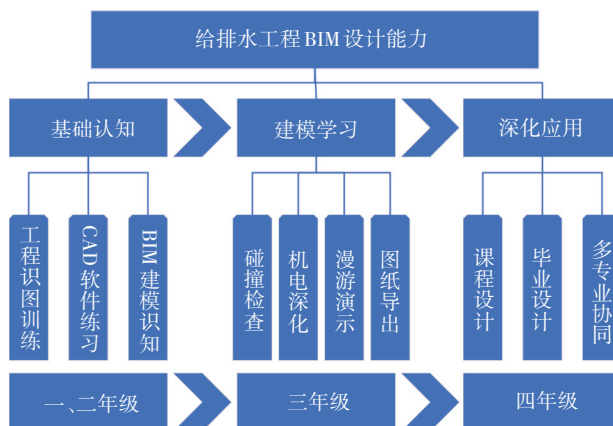 给排水工程BIM设计能力
基础认知
建模学习
深化应用
工程识图训练
CAD软件练习
BIM建模识知
碰撞检查
机电深化
漫游演示
图纸导出
课程设计
毕业设计
多专业协同
一、二年级
三年级
四年级